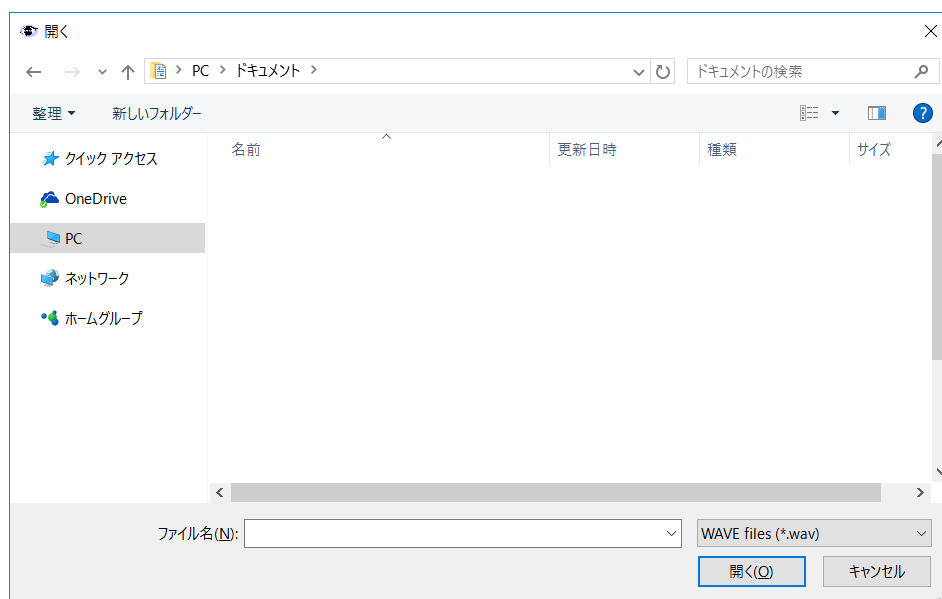 開く
PC ドキュメント
ドキュメントの検索
整理 新しいフォルダー
名前 更新日時 種類 サイズ
クイック アクセス
OneDrive
PC
ネットワーク
ホームグループ
ファイル名(N):
WAVE files (*.wav)
開く(O) キャンセル